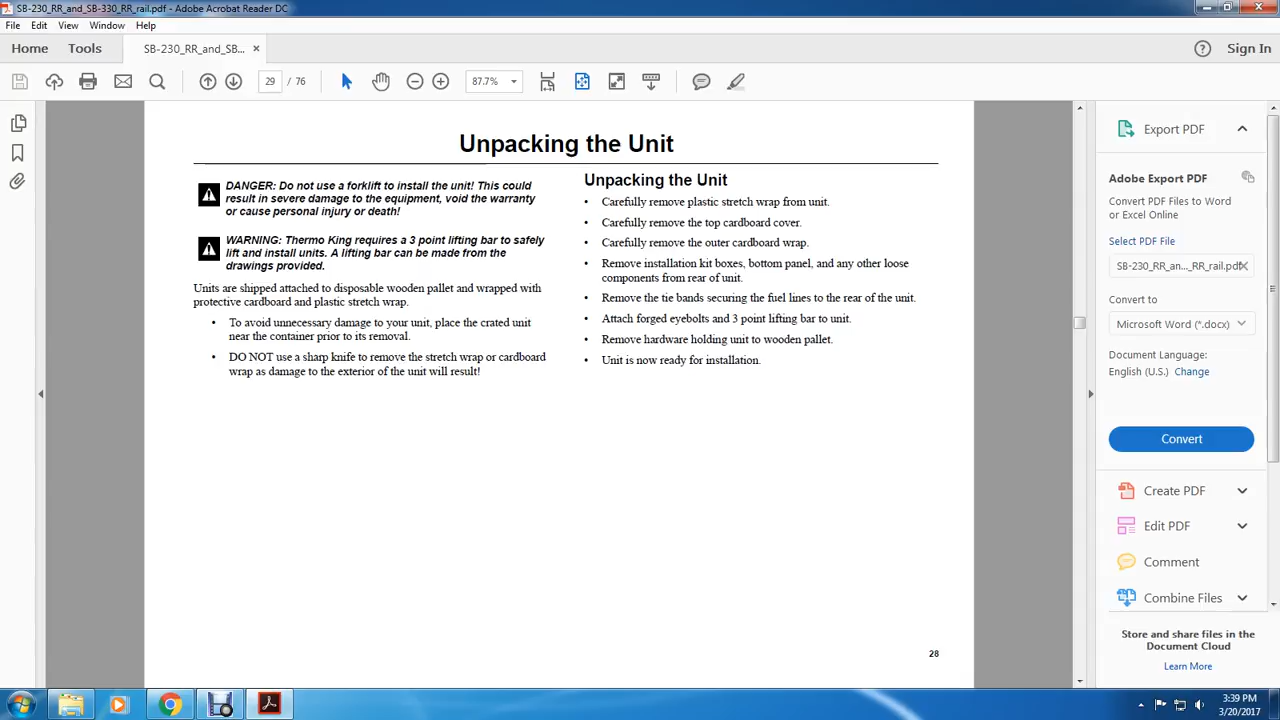 SB-230_RR_and_SB-330_RR_rail.pdf - Adobe Acrobat Reader DC
File Edit View Window Help
Home Tools SB-230_RR_and_SB... × Sign In
29 / 76 87.7%
Unpacking the Unit
DANGER: Do not use a forklift to install the unit! This could
result in severe damage to the equipment, void the warranty
or cause personal injury or death!
WARNING: Thermo King requires a 3 point lifting bar to safely
lift and install units. A lifting bar can be made from the
drawings provided.
Units are shipped attached to disposable wooden pallet and wrapped with
protective cardboard and plastic stretch wrap.
• To avoid unnecessary damage to your unit, place the crated unit
near the container prior to its removal.
• DO NOT use a sharp knife to remove the stretch wrap or cardboard
wrap as damage to the exterior of the unit will result!
Unpacking the Unit
• Carefully remove plastic stretch wrap from unit.
• Carefully remove the top cardboard cover.
• Carefully remove the outer cardboard wrap.
• Remove installation kit boxes, bottom panel, and any other loose
components from rear of unit.
• Remove the tie bands securing the fuel lines to the rear of the unit.
• Attach forged eyebolts and 3 point lifting bar to unit.
• Remove hardware holding unit to wooden pallet.
• Unit is now ready for installation.
28
Export PDF
Adobe Export PDF
Convert PDF Files to Word
or Excel Online
Select PDF File
SB-230_RR_an..._RR_rail.pdf
Convert to
Microsoft Word (*.docx)
Document Language:
English (U.S.) Change
Convert
Create PDF
Edit PDF
Comment
Combine Files
Store and share files in the
Document Cloud
Learn More
3:39 PM
3/20/2017